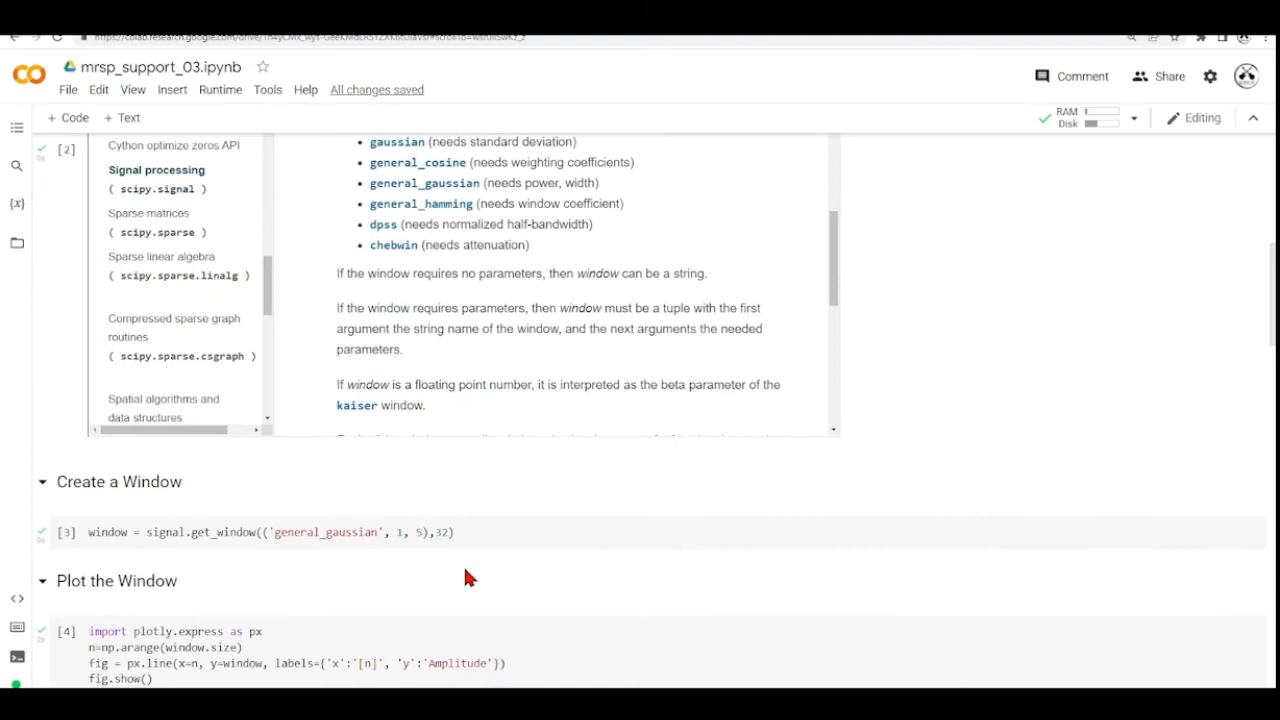 mrsp_support_03.ipynb
Comment
Share
File Edit View Insert Runtime Tools Help All changes saved
+ Code + Text
RAM
Disk
Editing
[2]
Cython optimize zeros API
Signal processing
( scipy.signal )
Sparse matrices
( scipy.sparse )
Sparse linear algebra
( scipy.sparse.linalg )
Compressed sparse graph
routines
( scipy.sparse.csgraph )
Spatial algorithms and
data structures
• gaussian (needs standard deviation)
• general_cosine (needs weighting coefficients)
• general_gaussian (needs power, width)
• general_hamming (needs window coefficient)
• dpss (needs normalized half-bandwidth)
• chebwin (needs attenuation)
If the window requires no parameters, then window can be a string.
If the window requires parameters, then window must be a tuple with the first
argument the string name of the window, and the next arguments the needed
parameters.
If window is a floating point number, it is interpreted as the beta parameter of the
kaiser window.
Create a Window
[3] window = signal.get_window(('general_gaussian', 1, 5),32)
Plot the Window
[4] import plotly.express as px
n=np.arange(window.size)
fig = px.line(x=n, y=window, labels={'x':'[n]', 'y':'Amplitude'})
fig.show()